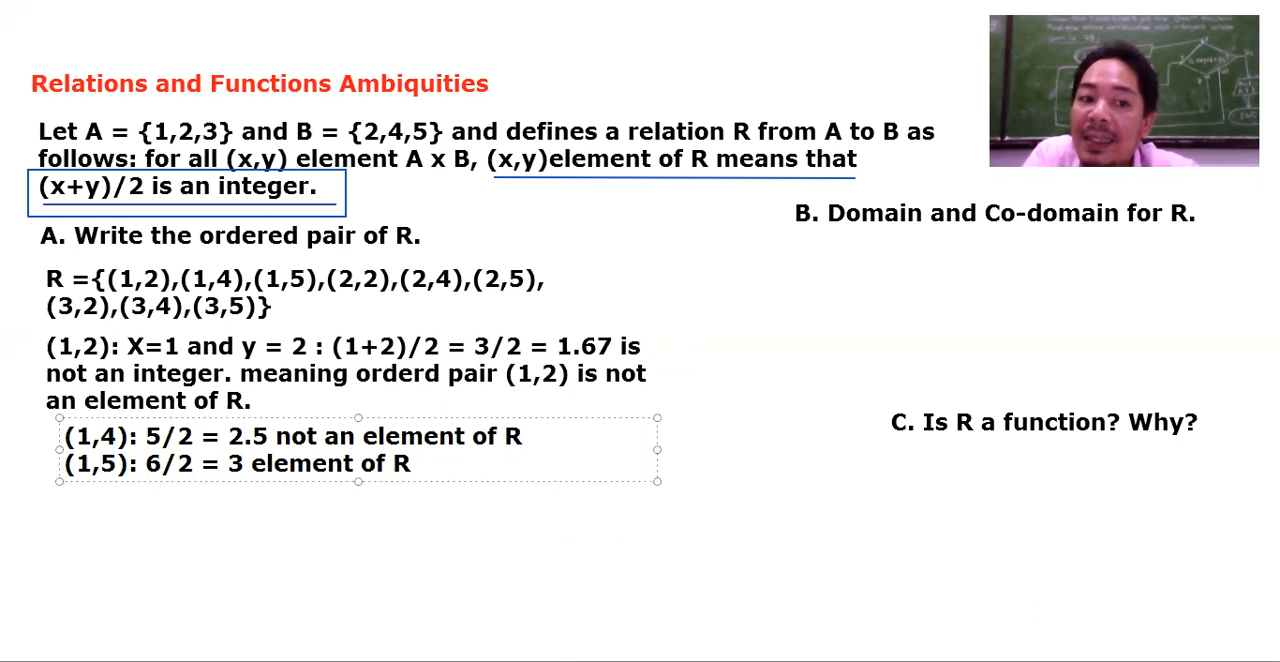 Relations and Functions Ambiquities
Let A = {1,2,3} and B = {2,4,5} and defines a relation R from A to B as
follows: for all (x,y) element A x B, (x,y)element of R means that
(x+y)/2 is an integer.
A. Write the ordered pair of R.
R ={(1,2),(1,4),(1,5),(2,2),(2,4),(2,5),
(3,2),(3,4),(3,5)}
(1,2): X=1 and y = 2 : (1+2)/2 = 3/2 = 1.67 is
not an integer. meaning orderd pair (1,2) is not
an element of R.
(1,4): 5/2 = 2.5 not an element of R
(1,5): 6/2 = 3 element of R
B. Domain and Co-domain for R.
C. Is R a function? Why?